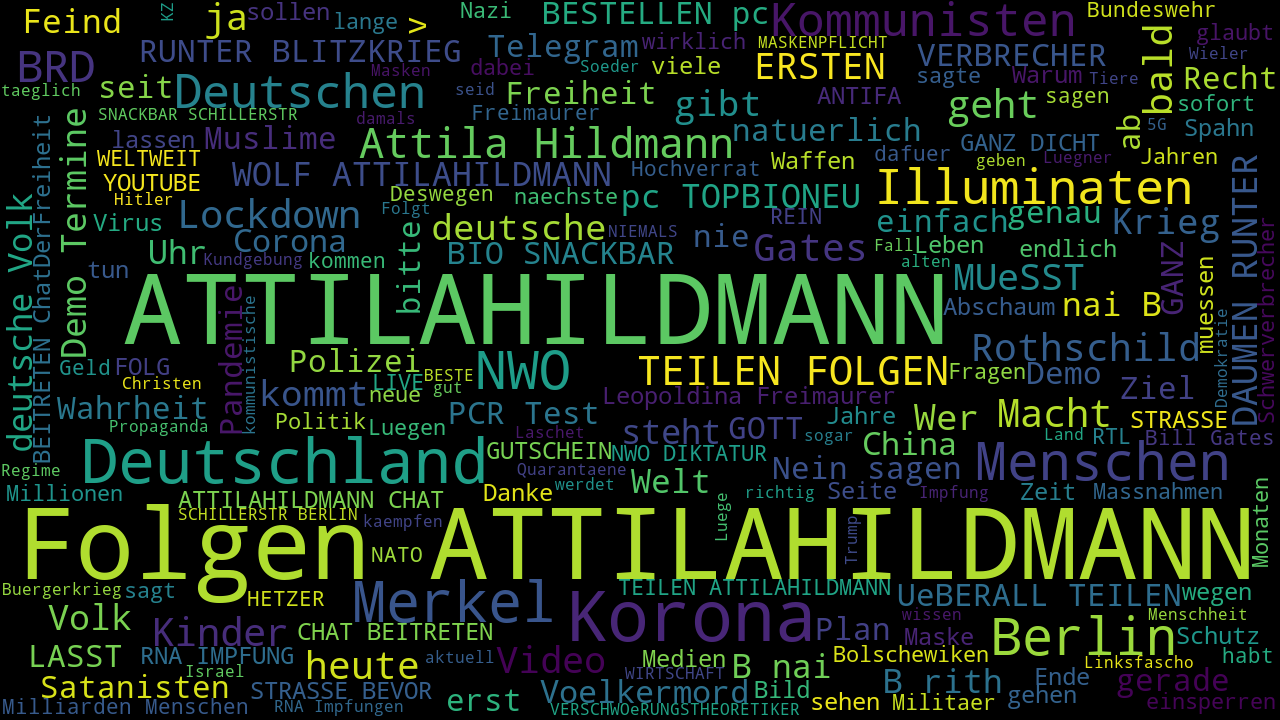 Feind
KZ
ja
sollen
lange
>
Nazi
BESTELLEN pc
Kommunisten
Bundeswehr
BRD
RUNTER BLITZKRIEG
Telegram
wirklich
MASKENPFLICHT
VERBRECHER
bald
glaubt
taeglich
seit
Deutschen
Masken
dabei
Soeder
viele
ERSTEN
sagte
warum
Tiere
Wieler
Recht
seid
Freiheit
gibt
ANTIFA
geht
sagen
sofort
SNACKBAR SCHILLERSTR
damals
Freimaurer
natuerlich
ab
5G
Spahn
BEITRETEN ChatDerFreiheit
Demo Termine
lassen
Muslime
Attila Hildmann
GANZ DICHT
WELTWEIT
WOLF ATTILAHILDMANN
Hochverrat
Waffen
dafuer
geben
Luegner
Jahren
YOUTUBE
Hitler
Deswegen
naechste
pc TOPBIONEU
Illuminaten
deutsche Volk
Virus
Lockdown
Folgt
deutsche
NIEMALS
REIN
einfach
genau
Krieg
Uhr
Corona
Kundgebung
kommen
bitte
BIO SNACKBAR
nie
Gates
Fall
Leben
alten
endlich
GANZ
DAUMEN RUNTER
Schwerverbrecher
tun
ATTILAHILDMANN
MUeSST
Abschaum
nai B
muessen
Pandemie
kommunistische
Demokratie
Geld
FOLG
Polizei
NWO
TEILEN FOLGEN
Fragen
Rothschild
Demo
Christen
kommt
LIVE
BESTE
gut
neue
Leopoldina Freimaurer
Ziel
Wahrheit
Propaganda
Politik
Luegen
PCR Test
steht
GOTT
Jahre
sogar
Wer
Macht
STRASSE
Regime
Deutschland
GUTSCHEIN
Laschet
NWO DIKTATUR
China
Land
RTL
Bill Gates
Quarantaene
werdet
Welt
Nein sagen
Menschen
Millionen
ATTILAHILDMANN CHAT
Danke
Luege
richtig
Seite
Impfung
Zeit
Massnahmen
Monaten
SCHILLERSTR BERLIN
kaempfen
Folgen
ATTILAHILDMANN
Trump
NATO
Buergerkrieg
sagt
HETZER
Merkel
TEILEN ATTILAHILDMANN
Korona
UeBERALL TEILEN
wegen
Volk
Kinder
CHAT BEITRETEN
Plan
wissen
Maske
Berlin
Menschheit
Schutz
LASST
RNA IMPFUNG
Israel
heute
aktuell
Video
Medien
WIRTSCHAFT
B nai
Bolschewiken
Linksfascho
habt
Satanisten
STRASSE BEVOR
erst
Voelkermord
Bild
B rith
Ende
gehen
gerade
Milliarden Menschen
RNA Impfungen
VERSCHWOeRUNGSTHEORETIKER
sehen
Militaer
einsperren